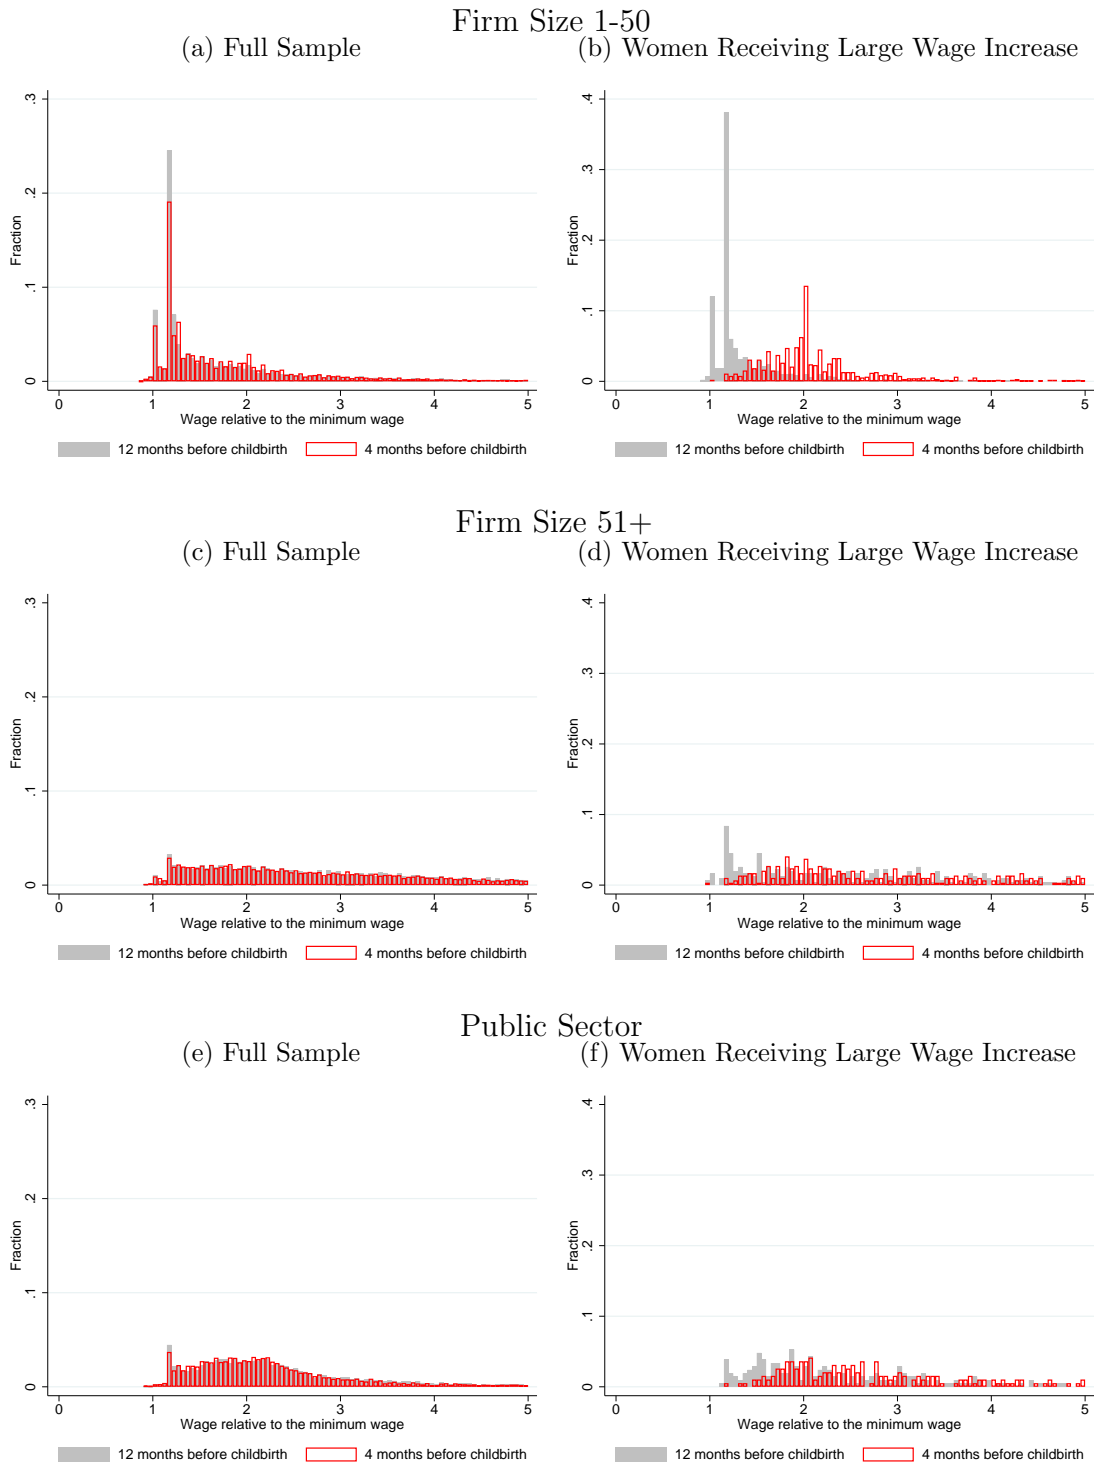 Firm Size 1-50
(a) Full Sample
(b) Women Receiving Large Wage Increase
.3
.2
.1
0
Fraction
0 1 2 3 4 5
Wage relative to the minimum wage
12 months before childbirth 4 months before childbirth
.4
.3
.2
.1
0
Fraction
0 1 2 3 4 5
Wage relative to the minimum wage
12 months before childbirth 4 months before childbirth
Firm Size 51+
(c) Full Sample
(d) Women Receiving Large Wage Increase
.3
.2
.1
0
Fraction
0 1 2 3 4 5
Wage relative to the minimum wage
12 months before childbirth 4 months before childbirth
.4
.3
.2
.1
0
Fraction
0 1 2 3 4 5
Wage relative to the minimum wage
12 months before childbirth 4 months before childbirth
Public Sector
(e) Full Sample
(f) Women Receiving Large Wage Increase
.3
.2
.1
0
Fraction
0 1 2 3 4 5
Wage relative to the minimum wage
12 months before childbirth 4 months before childbirth
.4
.3
.2
.1
0
Fraction
0 1 2 3 4 5
Wage relative to the minimum wage
12 months before childbirth 4 months before childbirth